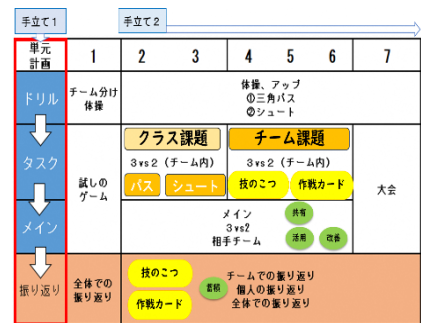 手立て1
手立て2
単元
計画
1
2
3
4
5
6
7
ドリル
チーム分け
体操
体操、アップ
①三角パス
②シュート
タスク
試しの
ゲーム
クラス課題
チーム課題
3vs2(チーム内)
3vs2(チーム内)
パス
シュート
技のこつ
作戦カード
大会
メイン
メイン
3vs2
相手チーム
共有
活用
改善
振り返り
全体での
振り返り
技のこつ
作戦カード
蓄積
チームでの振り返り
個人の振り返り
全体での振り返り